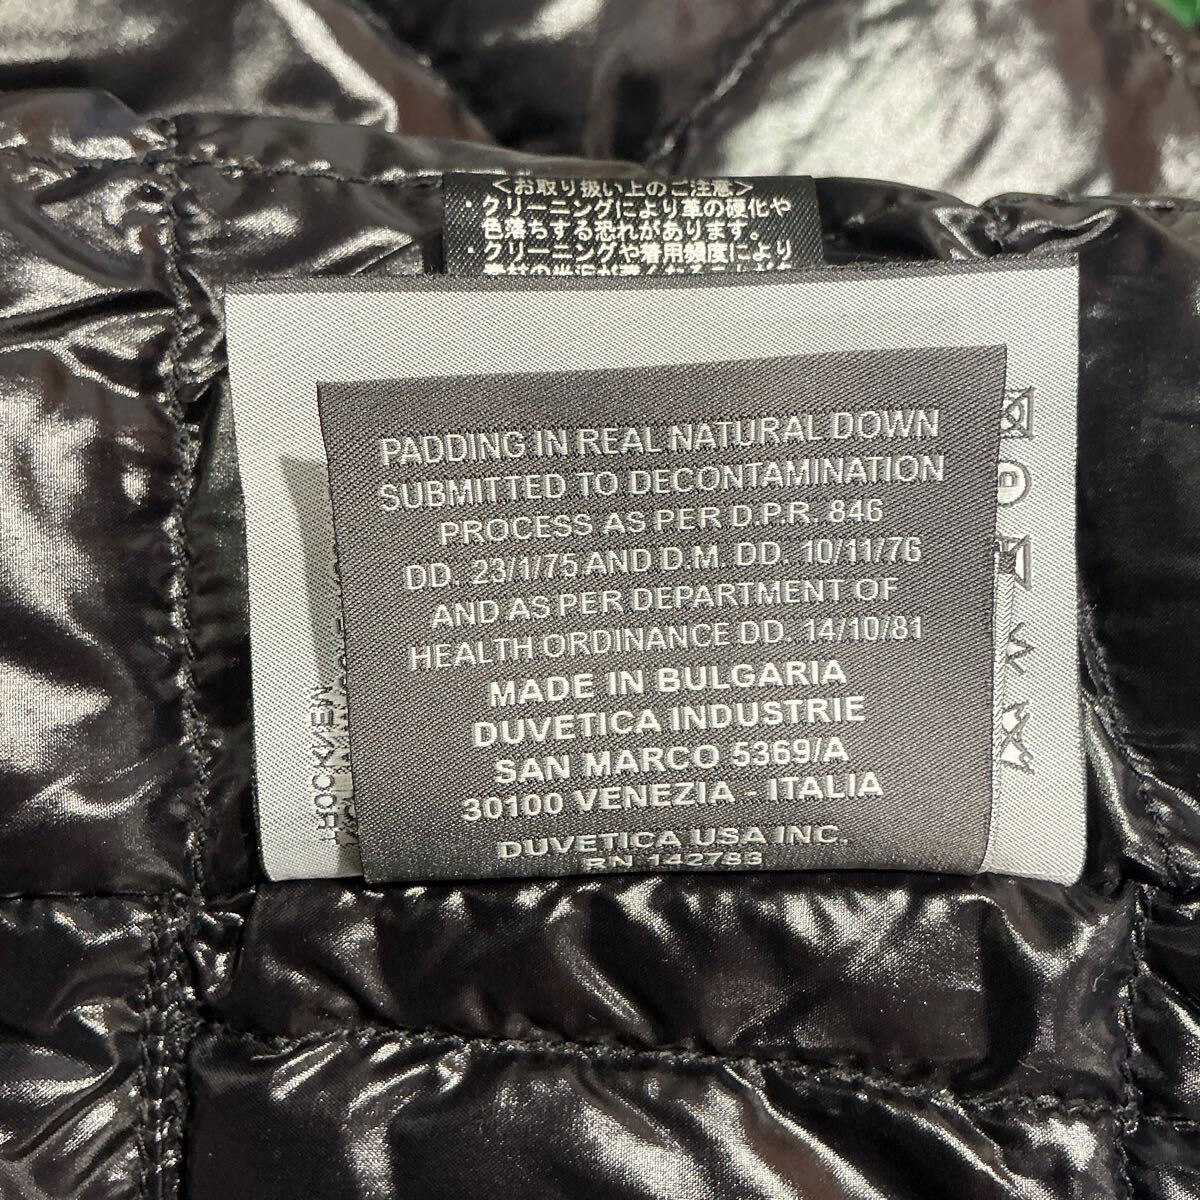 <お取り扱い上のご注意>
・クリーニングにより革の硬化や
色落ちする恐れがあります。
・クリーニングや着用頻度により
PADDING IN REAL NATURAL DOWN
SUBMITTED TO DECONTAMINATION
PROCESS AS PER D.P.R. 846
DD. 23/1/75 AND D.M. DD. 10/11/76
AND AS PER DEPARTMENT OF
HEALTH ORDINANCE DD. 14/10/81
MADE IN BULGARIA
DUVETICA INDUSTRIE
SAN MARCO 5369/A
30100 VENEZIA - ITALIA
DUVETICA USA INC.
RN 142783